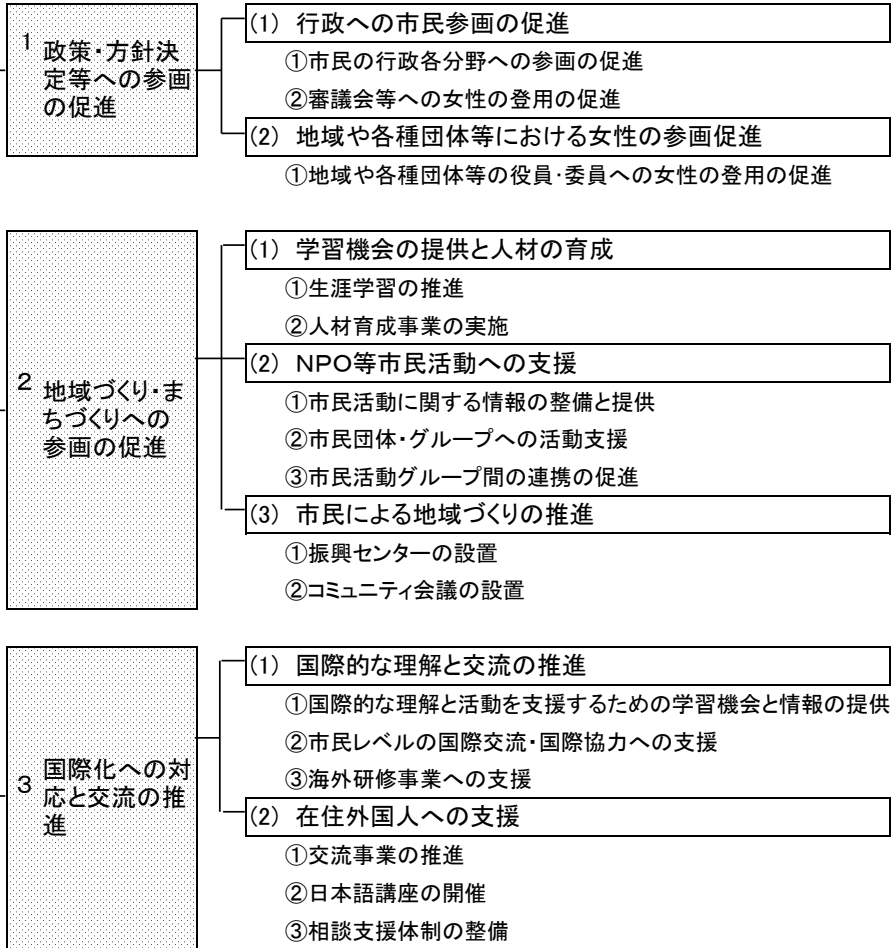 1 政策・方針決
定等への参画
の促進
(1) 行政への市民参画の促進
①市民の行政各分野への参画の促進
②審議会等への女性の登用の促進
(2) 地域や各種団体等における女性の参画促進
①地域や各種団体等の役員・委員への女性の登用の促進
2 地域づくり・ま
ちづくりへの
参画の促進
(1) 学習機会の提供と人材の育成
①生涯学習の推進
②人材育成事業の実施
(2) NPO等市民活動への支援
①市民活動に関する情報の整備と提供
②市民団体・グループへの活動支援
③市民活動グループ間の連携の促進
(3) 市民による地域づくりの推進
①振興センターの設置
②コミュニティ会議の設置
3 国際化への対
応と交流の推
進
(1) 国際的な理解と交流の推進
①国際的な理解と活動を支援するための学習機会と情報の提供
②市民レベルの国際交流・国際協力への支援
③海外研修事業への支援
(2) 在住外国人への支援
①交流事業の推進
②日本語講座の開催
③相談支援体制の整備